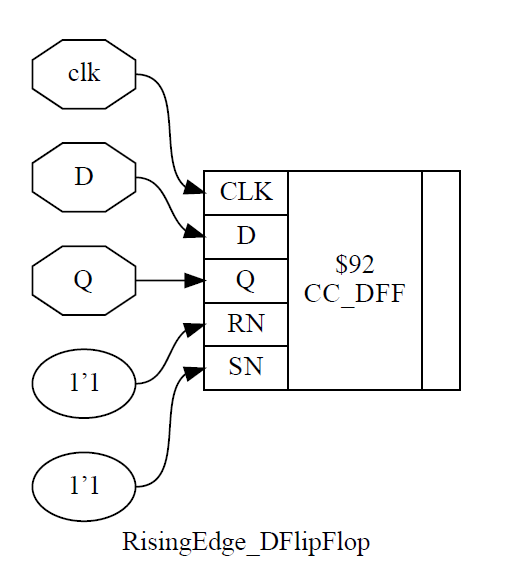 clk
D
Q
1'1
1'1
CLK
D
Q
RN
SN
$92
CC_DFF
RisingEdge_DFlipFlop